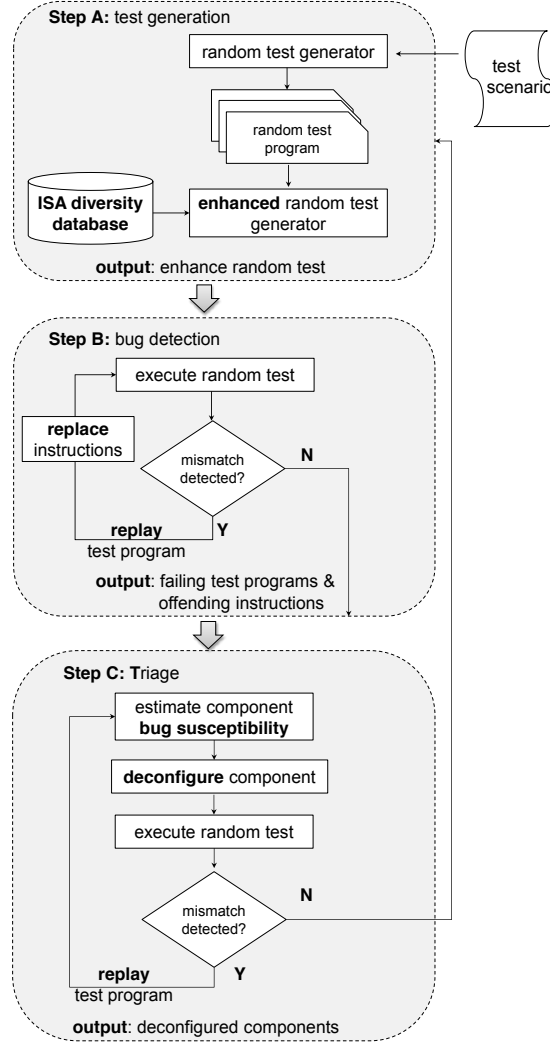 Step A: test generation
random test generator
test
scenario
random test
program
ISA diversity
database
enhanced random test
generator
output: enhance random test
Step B: bug detection
execute random test
replace
instructions
mismatch
detected?
N
replay
Y
test program
output: failing test programs &
offending instructions
Step C: Triage
estimate component
bug susceptibility
deconfigure component
execute random test
mismatch
detected?
N
replay
Y
test program
output: deconfigured components